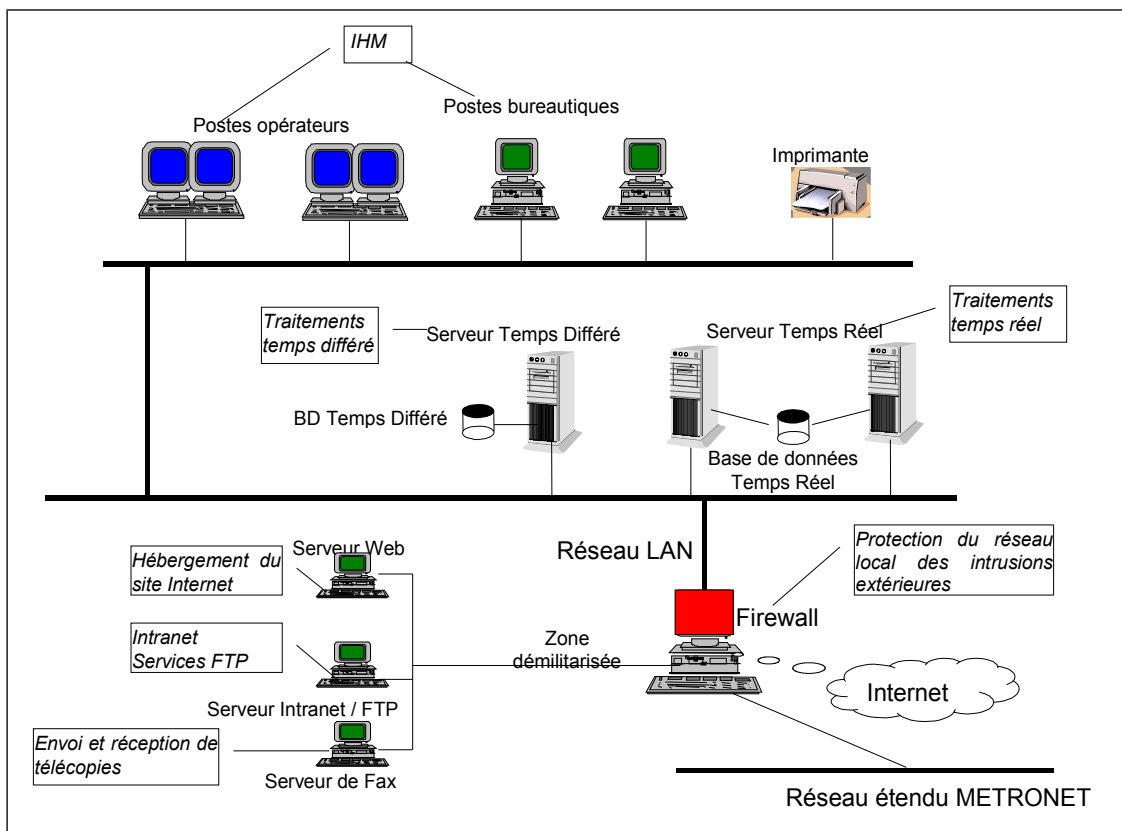 IHM
Postes bureautiques
Postes opérateurs
Imprimante
Traitements
temps différé
Serveur Temps Différé
Serveur Temps Réel
Traitements
temps réel
BD Temps Différé
Base de données
Temps Réel
Réseau LAN
Protection du réseau
local des intrusions
extérieures
Serveur Web
Hébergement du
site Internet
Firewall
Intranet
Services FTP
Zone
démilitarisée
Internet
Serveur Intranet / FTP
Envoi et réception de
télécopies
Serveur de Fax
Réseau étendu METRONET